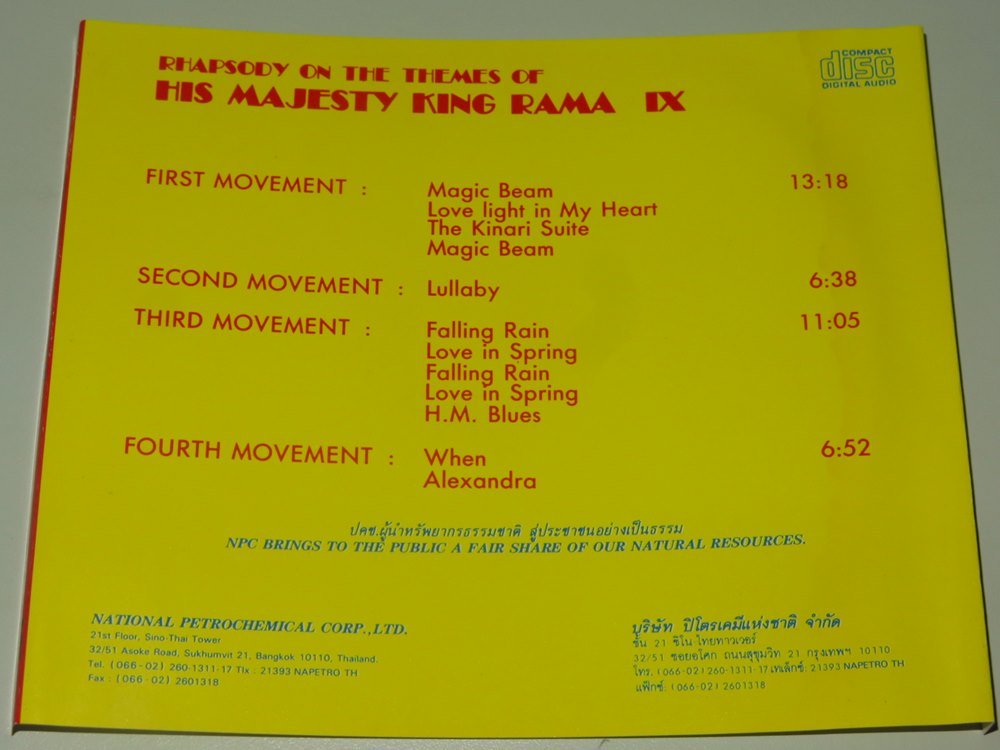 RHAPSODY ON THE THEMES OF
HIS MAJESTY KING RAMA IX
COMPACT
disc
DIGITAL AUDIO
FIRST MOVEMENT : Magic Beam 13:18
Love light in My Heart
The Kinari Suite
Magic Beam
SECOND MOVEMENT : Lullaby 6:38
THIRD MOVEMENT : Falling Rain 11:05
Love in Spring
Falling Rain
Love in Spring
H.M. Blues
FOURTH MOVEMENT : When 6:52
Alexandra
ปคช.ผู้นำทรัพยากรธรรมชาติ สู่ประชาชนอย่างเป็นธรรม
NPC BRINGS TO THE PUBLIC A FAIR SHARE OF OUR NATURAL RESOURCES.
NATIONAL PETROCHEMICAL CORP.,LTD.
21st Floor, Sino-Thai Tower
32/51 Asoke Road, Sukhumvit 21, Bangkok 10110, Thailand.
Tel. (066-02) 260-1311-17 Tlx.: 21393 NAPETRO TH
Fax : (066-02) 2601318
บริษัท ปิโตรเคมีแห่งชาติ จำกัด
ชั้น 21 ซิโน-ไทยทาวเวอร์
32/51 ซอยอโศก ถนนสุขุมวิท 21 กรุงเทพฯ 10110
โทร. (066-02) 260-1311-17 เทเล็กซ์: 21393 NAPETRO TH
แฟ๊กซ์: (066-02) 2601318